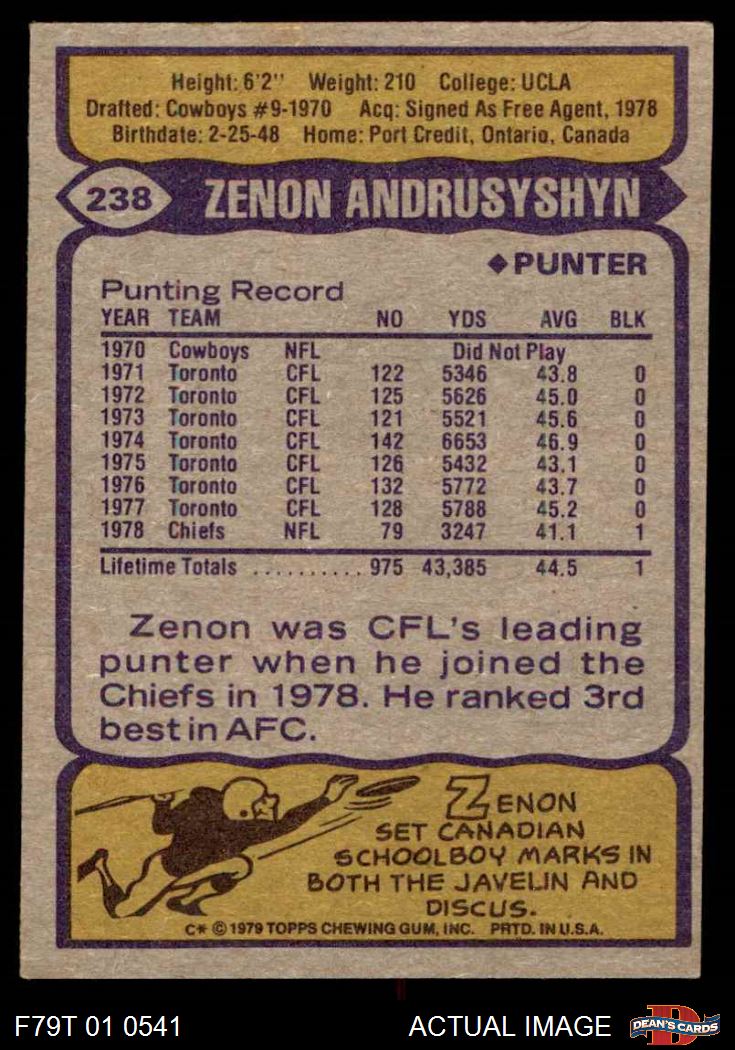 Height: 6'2" Weight: 210 College: UCLA
Drafted: Cowboys #9-1970 Acq: Signed As Free Agent, 1978
Birthdate: 2-25-48 Home: Port Credit, Ontario, Canada
238 ZENON ANDRUSYSHYN
◆PUNTER
Punting Record
YEAR TEAM NO YDS AVG BLK
1970 Cowboys NFL Did Not Play
1971 Toronto CFL 122 5346 43.8 0
1972 Toronto CFL 125 5626 45.0 0
1973 Toronto CFL 121 5521 45.6 0
1974 Toronto CFL 142 6653 46.9 0
1975 Toronto CFL 126 5432 43.1 0
1976 Toronto CFL 132 5772 43.7 0
1977 Toronto CFL 128 5788 45.2 0
1978 Chiefs NFL 79 3247 41.1 1
Lifetime Totals .......... 975 43,385 44.5 1
Zenon was CFL's leading
punter when he joined the
Chiefs in 1978. He ranked 3rd
best in AFC.
ZENON
SET CANADIAN
SCHOOLBOY MARKS IN
BOTH THE JAVELIN AND
DISCUS.
C* © 1979 TOPPS CHEWING GUM, INC. PRTD. IN U.S.A.
F79T 01 0541 ACTUAL IMAGE D DEAN'S CARDS